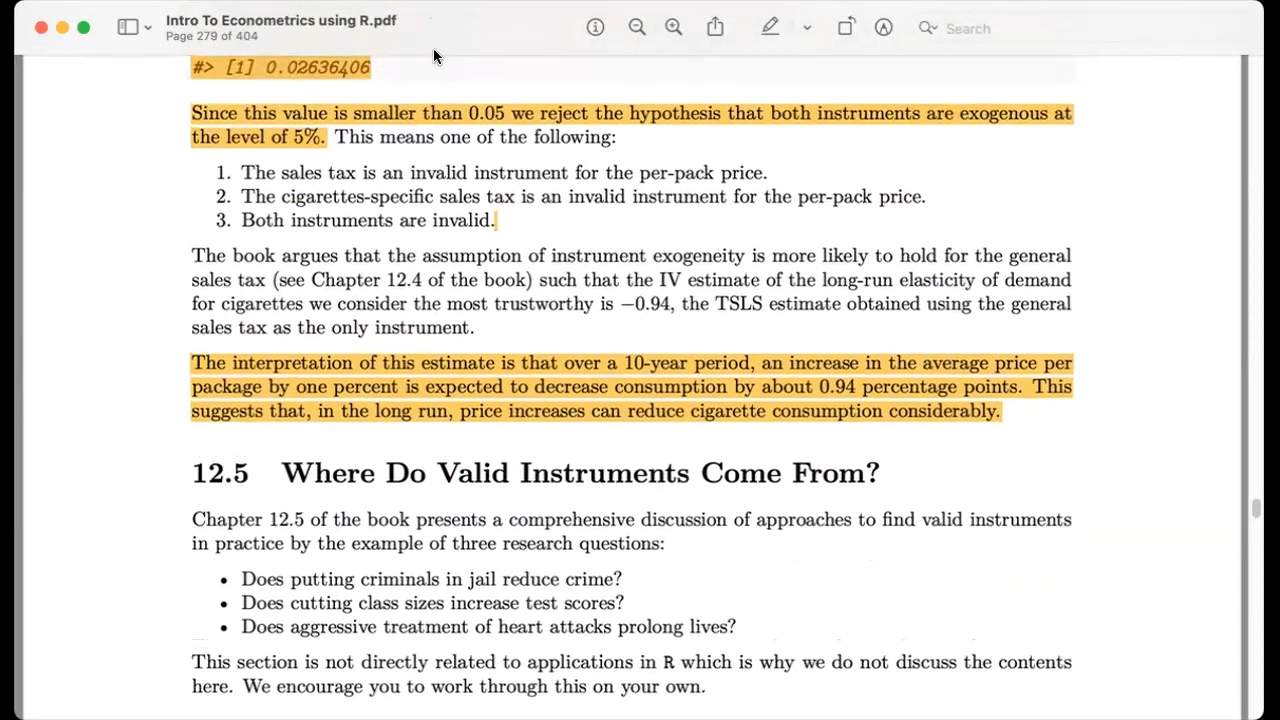 Intro To Econometrics using R.pdf
Page 279 of 404
Search
#> [1] 0.02636406
Since this value is smaller than 0.05 we reject the hypothesis that both instruments are exogenous at
the level of 5%. This means one of the following:
1. The sales tax is an invalid instrument for the per-pack price.
2. The cigarettes-specific sales tax is an invalid instrument for the per-pack price.
3. Both instruments are invalid.
The book argues that the assumption of instrument exogeneity is more likely to hold for the general
sales tax (see Chapter 12.4 of the book) such that the IV estimate of the long-run elasticity of demand
for cigarettes we consider the most trustworthy is −0.94, the TSLS estimate obtained using the general
sales tax as the only instrument.
The interpretation of this estimate is that over a 10-year period, an increase in the average price per
package by one percent is expected to decrease consumption by about 0.94 percentage points. This
suggests that, in the long run, price increases can reduce cigarette consumption considerably.
12.5 Where Do Valid Instruments Come From?
Chapter 12.5 of the book presents a comprehensive discussion of approaches to find valid instruments
in practice by the example of three research questions:
• Does putting criminals in jail reduce crime?
• Does cutting class sizes increase test scores?
• Does aggressive treatment of heart attacks prolong lives?
This section is not directly related to applications in R which is why we do not discuss the contents
here. We encourage you to work through this on your own.